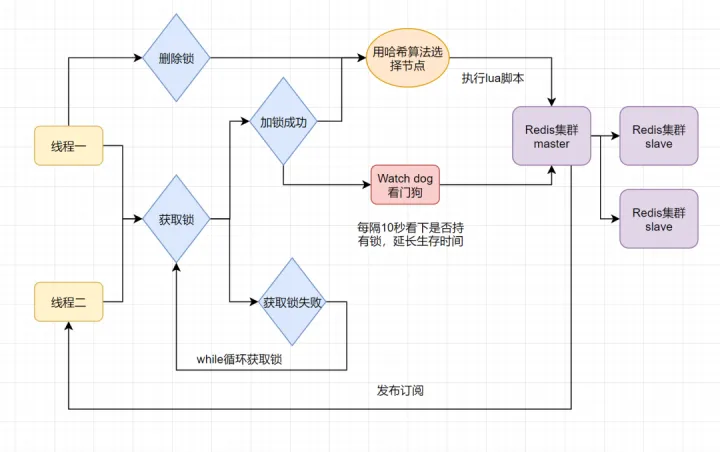 删除锁
用哈希算法选
择节点
执行lua脚本
线程一
加锁成功
Redis集群
master
Redis集群
slave
Watch dog
看门狗
获取锁
Redis集群
slave
每隔10秒看下是否持
有锁，延长生存时间
线程二
获取锁失败
while循环获取锁
发布订阅